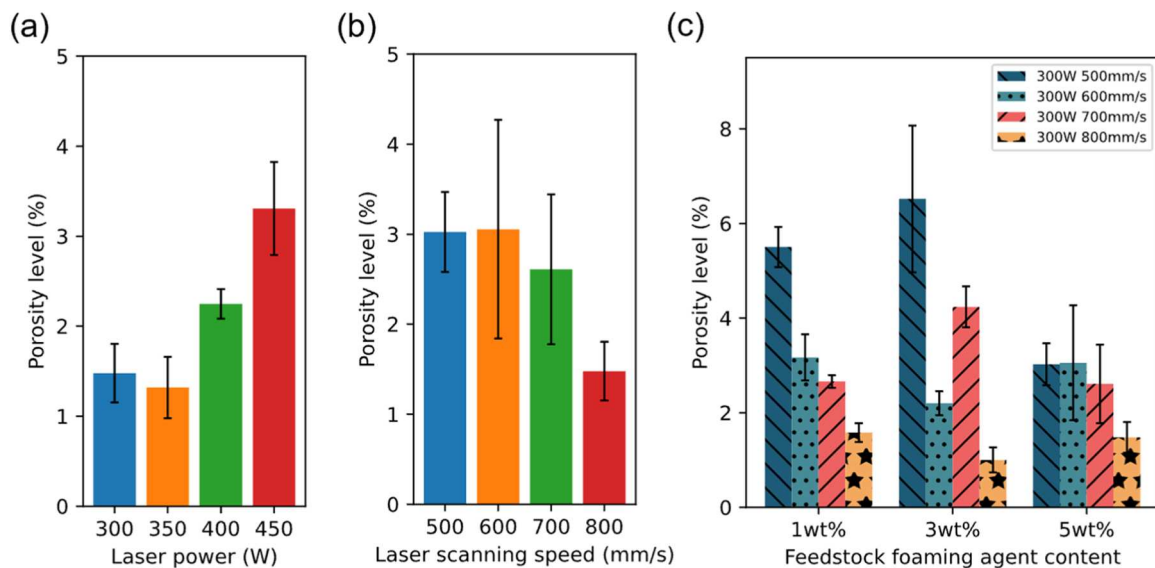 (a)
5
4
3
2
1
0
Porosity level (%)
300 350 400 450
Laser power (W)
(b)
5
4
3
2
1
0
Porosity level (%)
500 600 700 800
Laser scanning speed (mm/s)
(c)
8
6
4
2
0
Porosity level (%)
300W 500mm/s
300W 600mm/s
300W 700mm/s
300W 800mm/s
1wt% 3wt% 5wt%
Feedstock foaming agent content